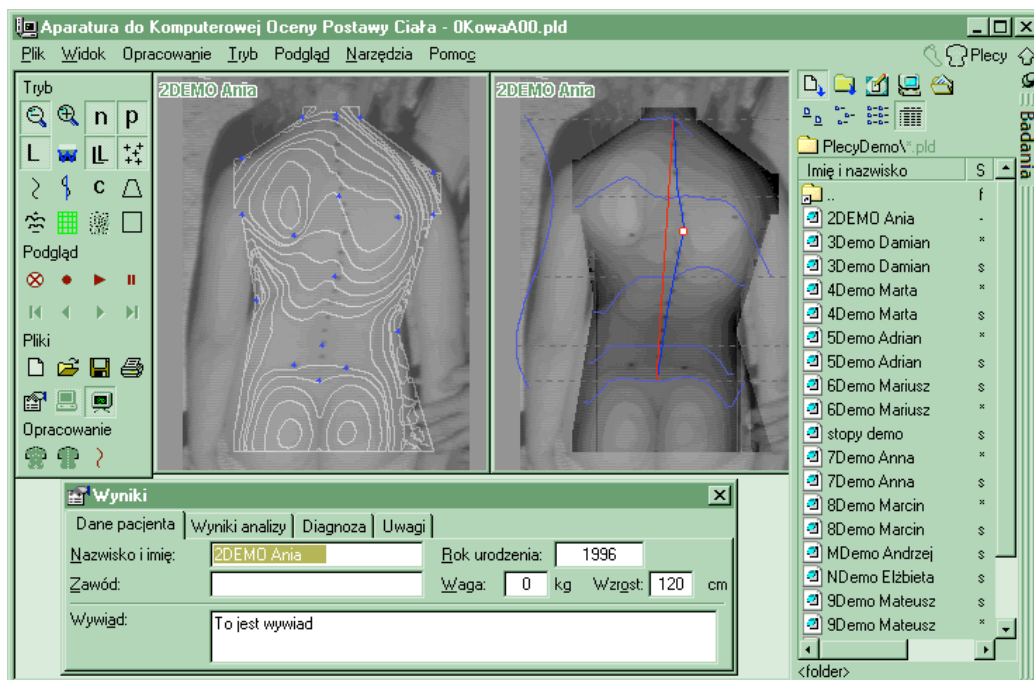 Aparatura do Komputerowej Oceny Postawy Ciała - 0KowaA00.pld
Plik Widok Opracowanie Tryb Podgląd Narzędzia Pomoc
Plecy
Tryb
n p
L
C
Podgląd
Pliki
Opracowanie
2DEMO Ania
2DEMO Ania
Badania
PlecyDemo\*.pld
Imię i nazwisko S
.. f
2DEMO Ania -
3Demo Damian *
3Demo Damian s
4Demo Marta *
4Demo Marta s
5Demo Adrian *
5Demo Adrian s
6Demo Mariusz s
6Demo Mariusz *
stopy demo s
7Demo Anna *
7Demo Anna s
8Demo Marcin *
8Demo Marcin s
MDemo Andrzej s
NDemo Elżbieta s
9Demo Mateusz s
9Demo Mateusz *
<folder>
Wyniki
Dane pacjenta Wyniki analizy Diagnoza Uwagi
Nazwisko i imię: 2DEMO Ania Rok urodzenia: 1996
Zawód: Waga: 0 kg Wzrost: 120 cm
Wywiad: To jest wywiad